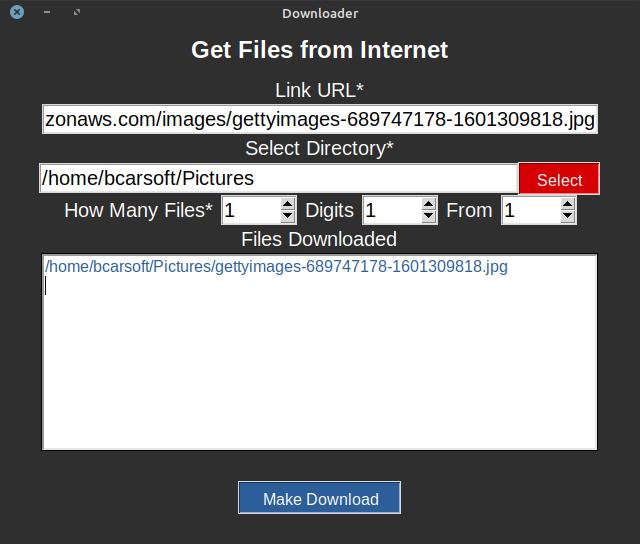 Downloader
Get Files from Internet
Link URL*
zonaws.com/images/gettyimages-689747178-1601309818.jpg
Select Directory*
/home/bcarsoft/Pictures Select
How Many Files* 1 Digits 1 From 1
Files Downloaded
/home/bcarsoft/Pictures/gettyimages-689747178-1601309818.jpg
Make Download